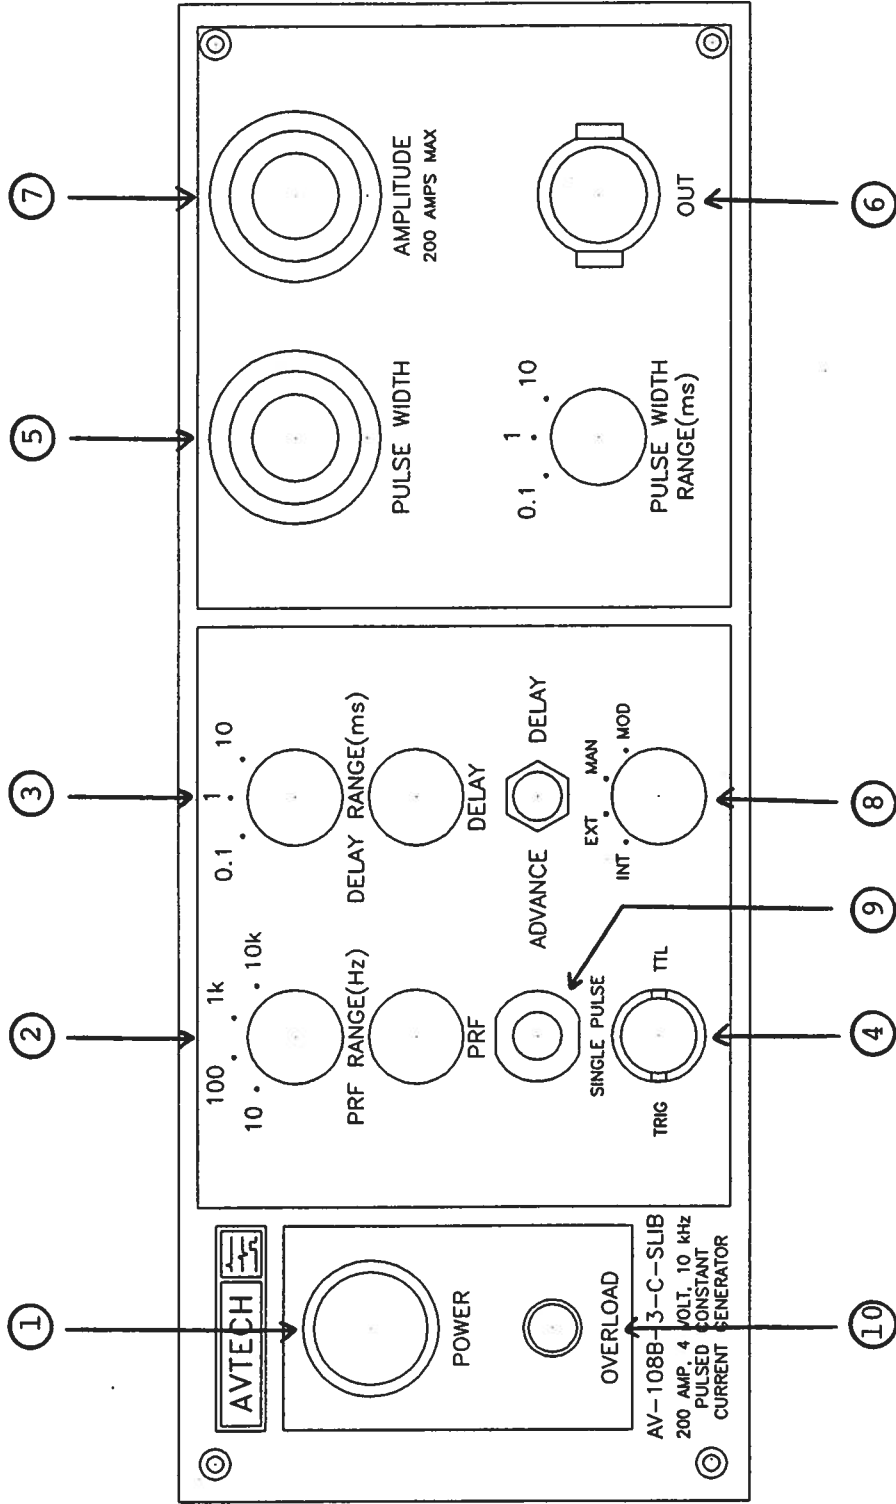 1
2
3
5
7
AVTECH
POWER
OVERLOAD
AV-108B-3-C-SLIB
200 AMP, 4 VOLT, 10 kHz
PULSED CONSTANT
CURRENT GENERATOR
10 100 1k 10k
PRF RANGE(Hz)
PRF
SINGLE PULSE
TRIG TTL
0.1 1 10
DELAY RANGE(ms)
DELAY
ADVANCE DELAY
INT EXT MAN MOD
PULSE WIDTH
0.1 1 10
PULSE WIDTH
RANGE(ms)
AMPLITUDE
200 AMPS MAX
OUT
10
4
9
8
6